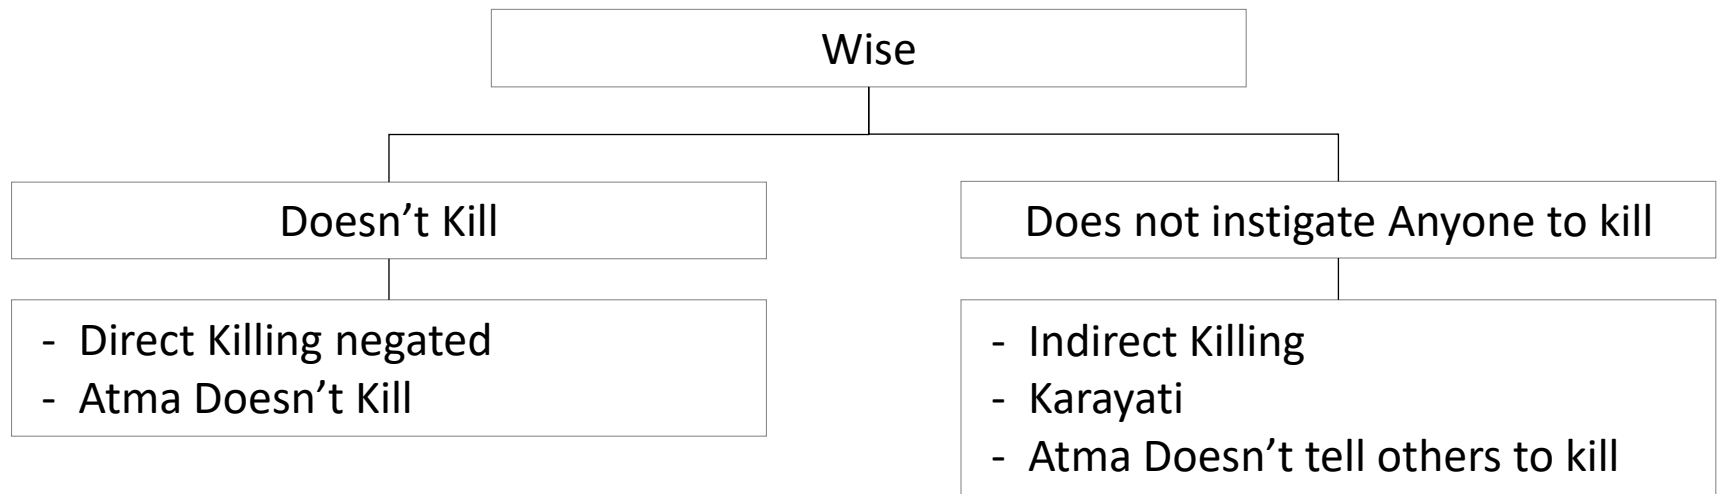 Wise
Doesn’t Kill
Does not instigate Anyone to kill
- Direct Killing negated
- Atma Doesn’t Kill
- Indirect Killing
- Karayati
- Atma Doesn’t tell others to kill